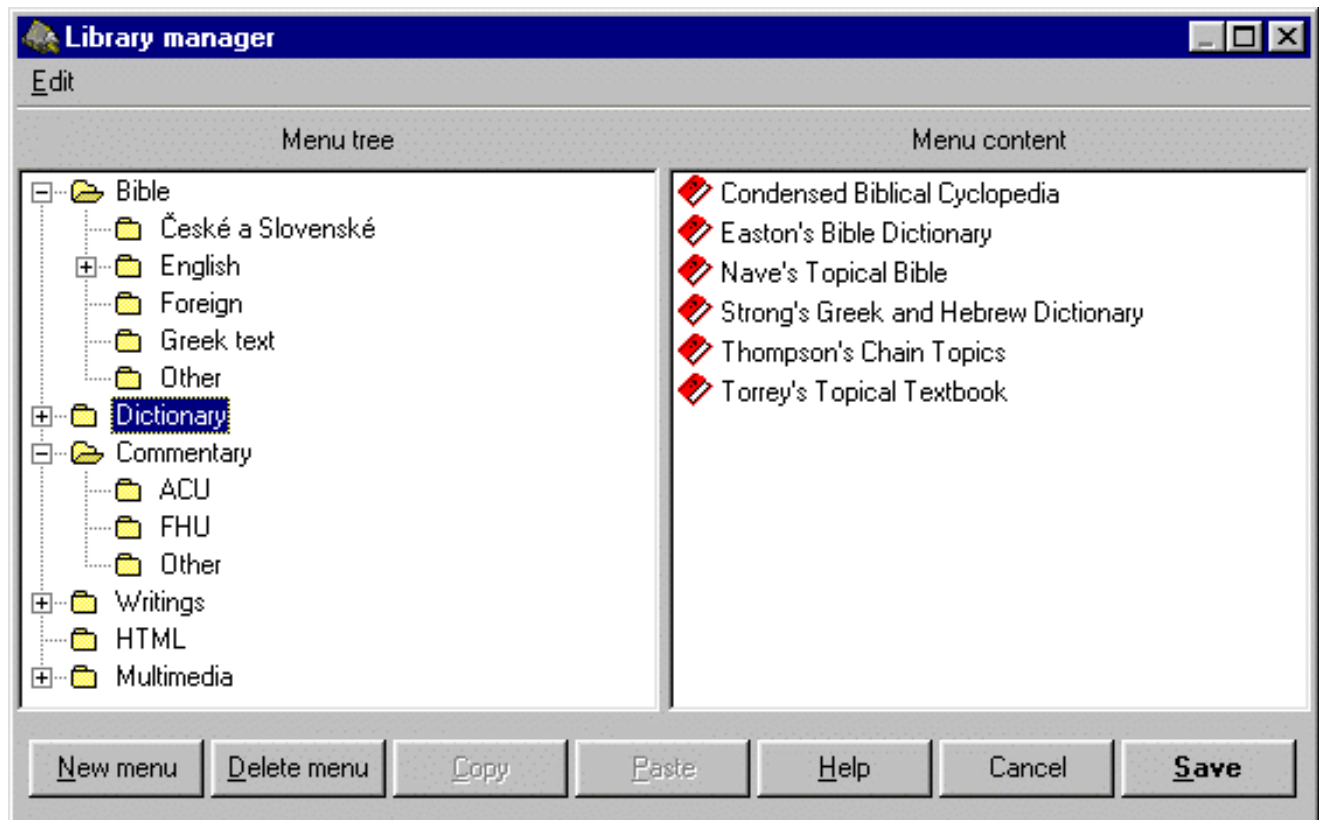 Library manager
Edit
Menu tree
Menu content
Bible
České a Slovenské
English
Foreign
Greek text
Other
Dictionary
Commentary
ACU
FHU
Other
Writings
HTML
Multimedia
Condensed Biblical Cyclopedia
Easton's Bible Dictionary
Nave's Topical Bible
Strong's Greek and Hebrew Dictionary
Thompson's Chain Topics
Torrey's Topical Textbook
New menu
Delete menu
Copy
Paste
Help
Cancel
Save